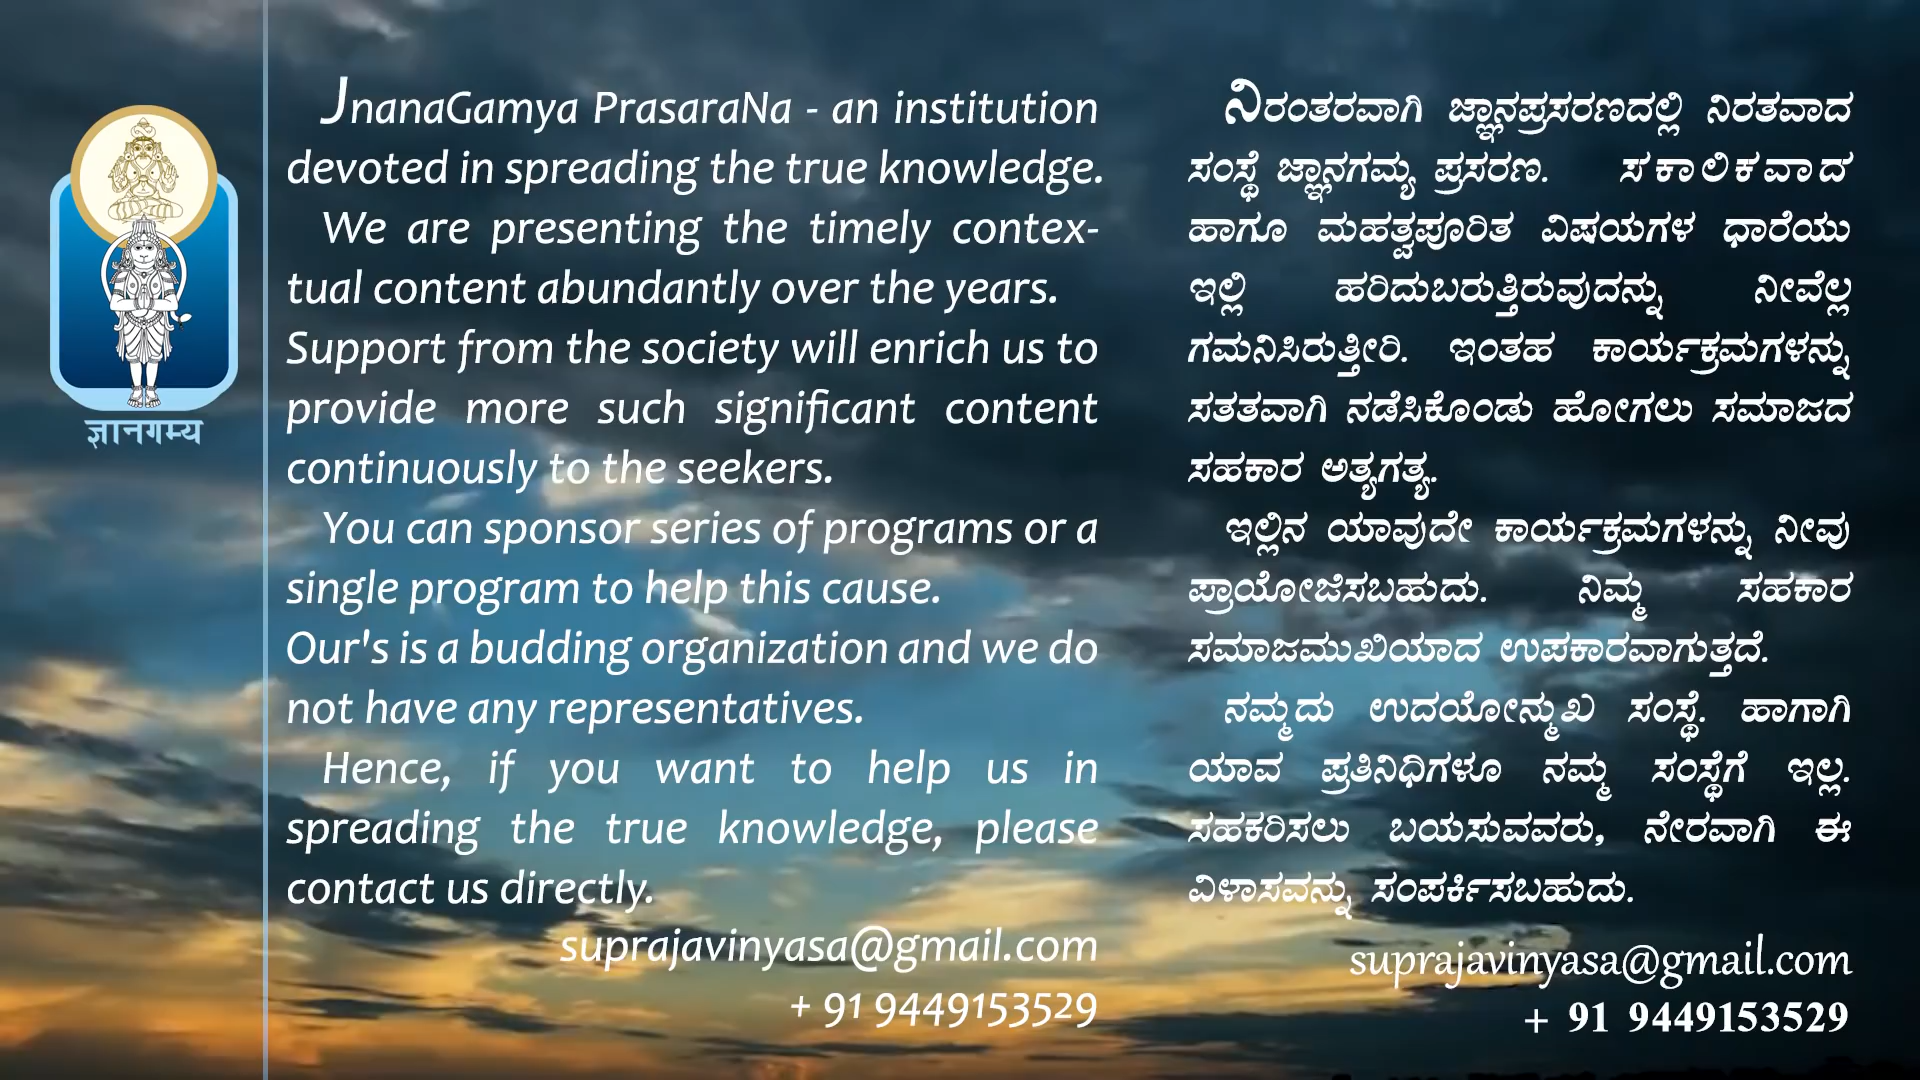 ज्ञानगम्य
JnanaGamya PrasaraNa - an institution
devoted in spreading the true knowledge.
We are presenting the timely contex-
tual content abundantly over the years.
Support from the society will enrich us to
provide more such significant content
continuously to the seekers.
You can sponsor series of programs or a
single program to help this cause.
Our's is a budding organization and we do
not have any representatives.
Hence, if you want to help us in
spreading the true knowledge, please
contact us directly.
suprajavinyasa@gmail.com
+ 91 9449153529
ನಿರಂತರವಾಗಿ ಜ್ಞಾನಪ್ರಸರಣದಲ್ಲಿ ನಿರತವಾದ
ಸಂಸ್ಥೆ ಜ್ಞಾನಗಮ್ಯ ಪ್ರಸರಣ. ಸಕಾಲಿಕವಾದ
ಹಾಗೂ ಮಹತ್ವಪೂರಿತ ವಿಷಯಗಳ ಧಾರೆಯು
ಇಲ್ಲಿ ಹರಿದುಬರುತ್ತಿರುವುದನ್ನು ನೀವೆಲ್ಲ
ಗಮನಿಸಿರುತ್ತೀರಿ. ಇಂತಹ ಕಾರ್ಯಕ್ರಮಗಳನ್ನು
ಸತತವಾಗಿ ನಡೆಸಿಕೊಂಡು ಹೋಗಲು ಸಮಾಜದ
ಸಹಕಾರ ಅತ್ಯಗತ್ಯ.
ಇಲ್ಲಿನ ಯಾವುದೇ ಕಾರ್ಯಕ್ರಮಗಳನ್ನು ನೀವು
ಪ್ರಾಯೋಜಿಸಬಹುದು. ನಿಮ್ಮ ಸಹಕಾರ
ಸಮಾಜಮುಖಿಯಾದ ಉಪಕಾರವಾಗುತ್ತದೆ.
ನಮ್ಮದು ಉದಯೋನ್ಮುಖ ಸಂಸ್ಥೆ. ಹಾಗಾಗಿ
ಯಾವ ಪ್ರತಿನಿಧಿಗಳೂ ನಮ್ಮ ಸಂಸ್ಥೆಗೆ ಇಲ್ಲ.
ಸಹಕರಿಸಲು ಬಯಸುವವರು, ನೇರವಾಗಿ ಈ
ವಿಳಾಸವನ್ನು ಸಂಪರ್ಕಿಸಬಹುದು.
suprajavinyasa@gmail.com
+ 91 9449153529